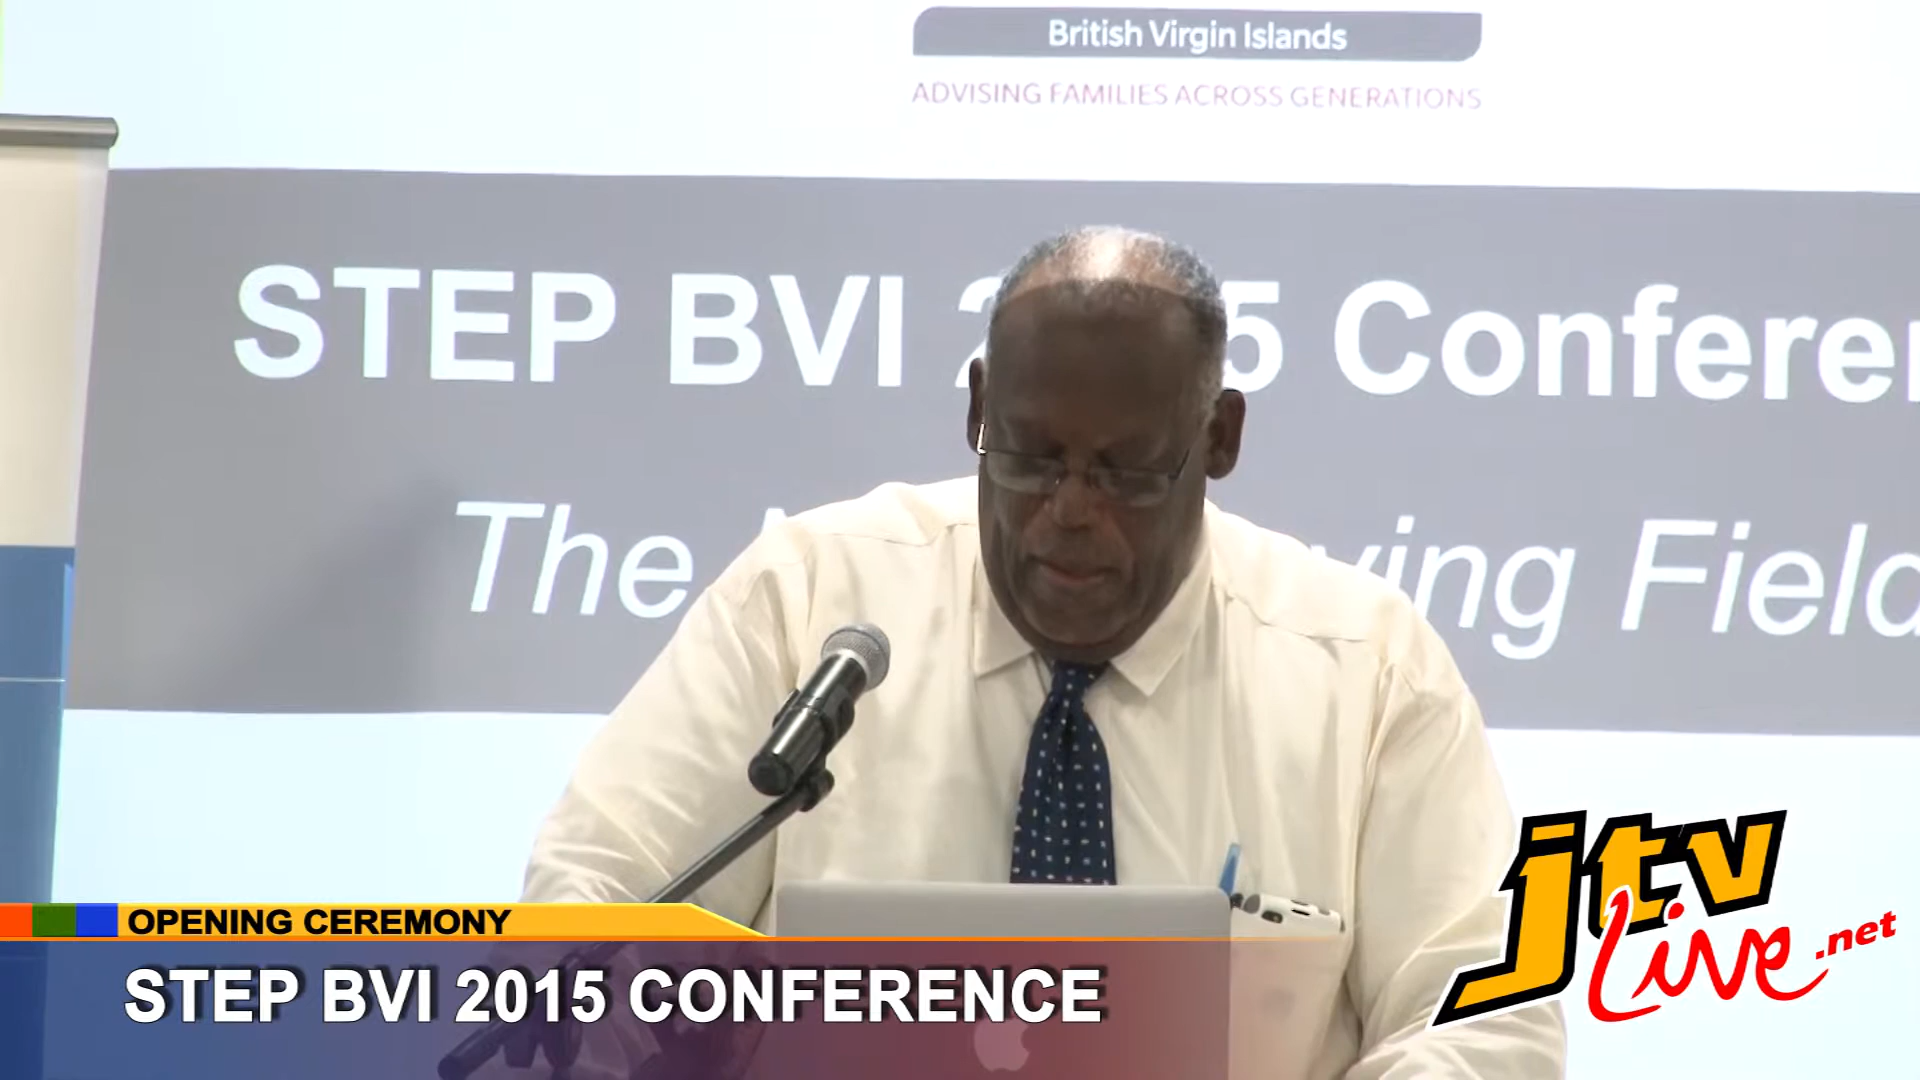 British Virgin Islands
ADVISING FAMILIES ACROSS GENERATIONS
STEP BVI 5 Confere
The ying Field
OPENING CEREMONY
STEP BVI 2015 CONFERENCE
jtv
Live.net